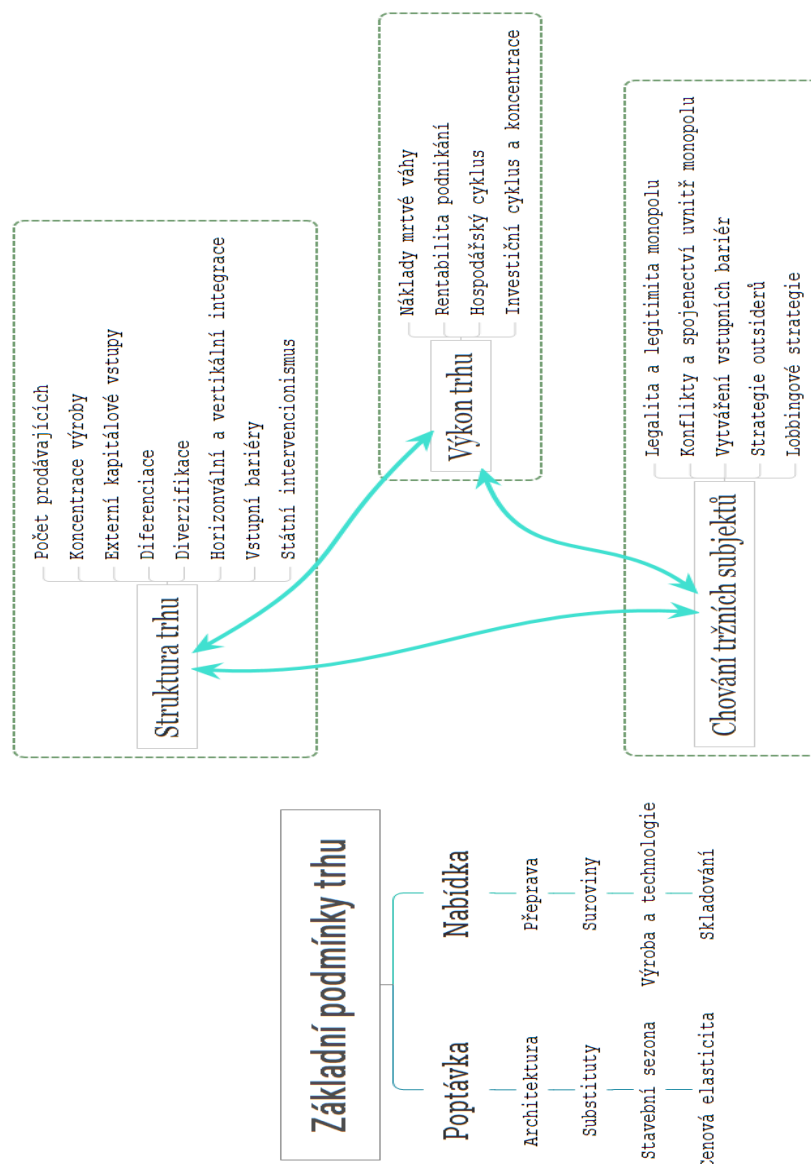 Základní podmínky trhu
Poptávka
Architektura
Substituty
Stavební sezona
Cenová elasticita
Nabídka
Přeprava
Suroviny
Výroba a technologie
Skladování
Struktura trhu
Počet prodávajících
Koncentrace výroby
Externí kapitálové vstupy
Diferenciace
Diverzifikace
Horizonvální a vertikální integrace
Vstupní bariéry
Státní intervencionismus
Výkon trhu
Náklady mrtvé váhy
Rentabilita podnikání
Hospodářský cyklus
Investiční cyklus a koncentrace
Chování tržních subjektů
Legalita a legitimita monopolu
Konflikty a spojenectví uvnitř monopolu
Vytváření vstupních bariér
Strategie outsiderů
Lobbingové strategie